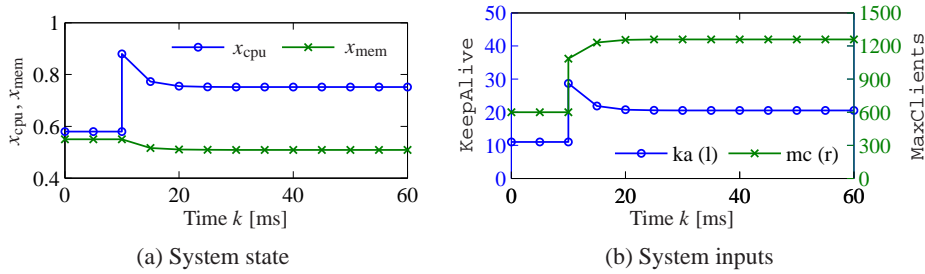 1
0.8
0.6
0.4
x_cpu, x_mem
x_cpu
x_mem
0 20 40 60
Time k [ms]
(a) System state
50
40
30
20
10
0
KeepAlive
1500
1200
900
600
300
0
MaxClients
ka (l)
mc (r)
0 20 40 60
Time k [ms]
(b) System inputs